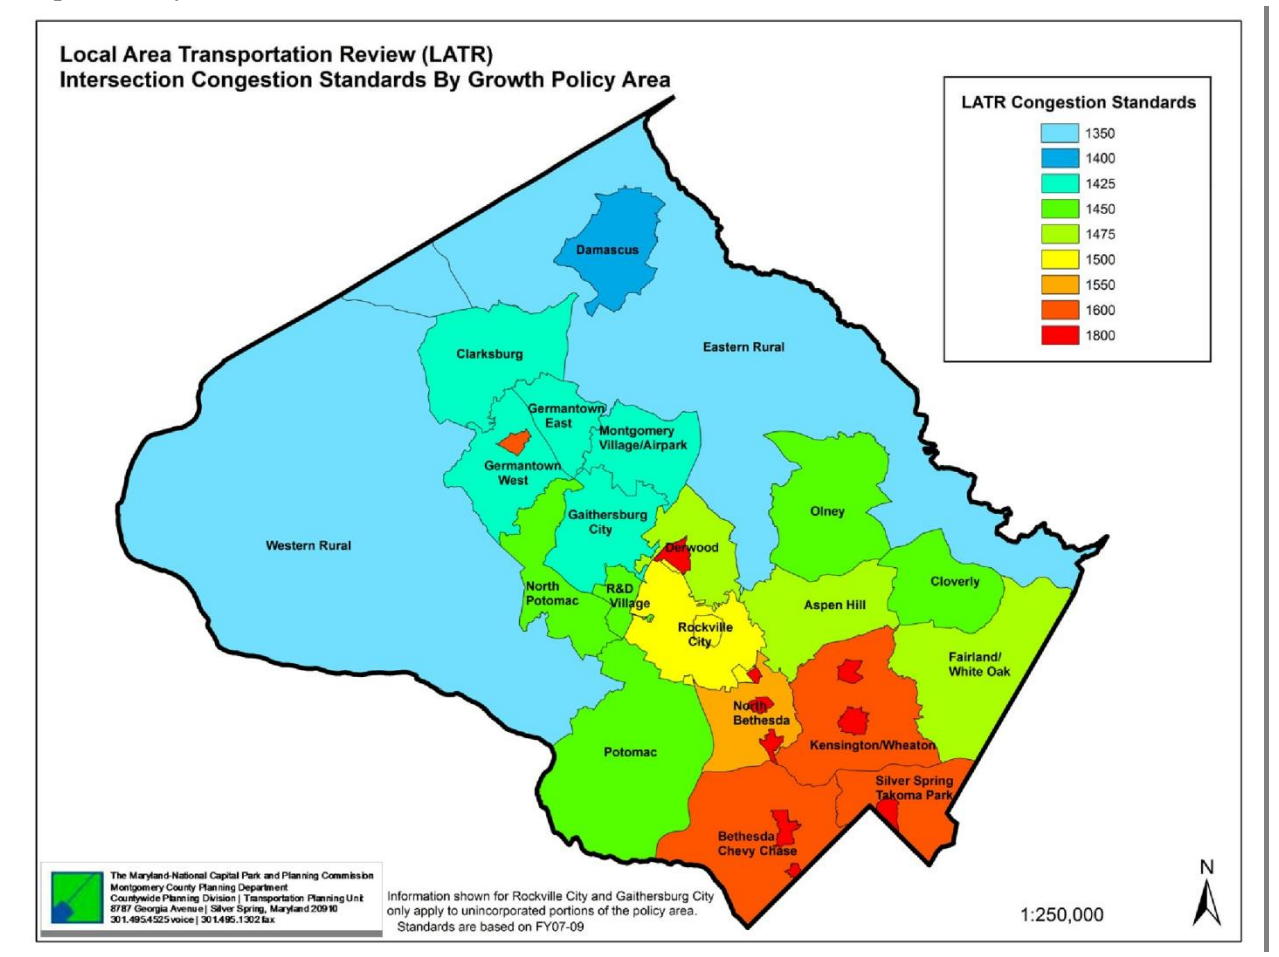 Local Area Transportation Review (LATR)
Intersection Congestion Standards By Growth Policy Area
LATR Congestion Standards
1350
1400
1425
1450
1475
1500
1550
1600
1800
Damascus
Eastern Rural
Clarksburg
Germantown
East
Montgomery
Village/Airpark
Germantown
West
Gaithersburg
City
Olney
Western Rural
Derwood
Cloverly
North
Potomac
R&D
Village
Aspen Hill
Rockville
City
Fairland/
White Oak
North
Bethesda
Kensington/Wheaton
Potomac
Silver Spring
Takoma Park
Bethesda
Chevy Chase
The Maryland-National Capital Park and Planning Commission
Montgomery County Planning Department
Countywide Planning Division | Transportation Planning Unit
8787 Georgia Avenue | Silver Spring, Maryland 20910
301.495.4525 voice | 301.495.1302 fax
Information shown for Rockville City and Gaithersburg City
only apply to unincorporated portions of the policy area.
Standards are based on FY07-09
1:250,000
N